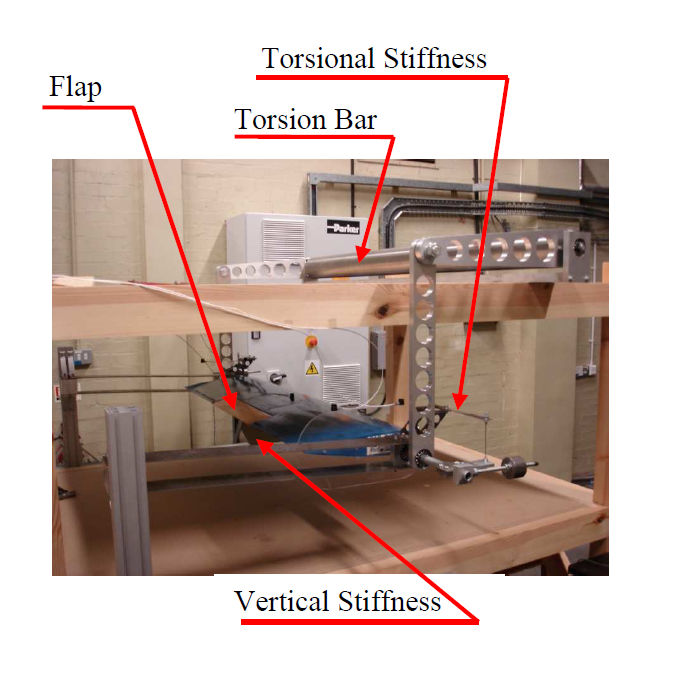 Torsional Stiffness
Flap
Torsion Bar
Parker
Vertical Stiffness